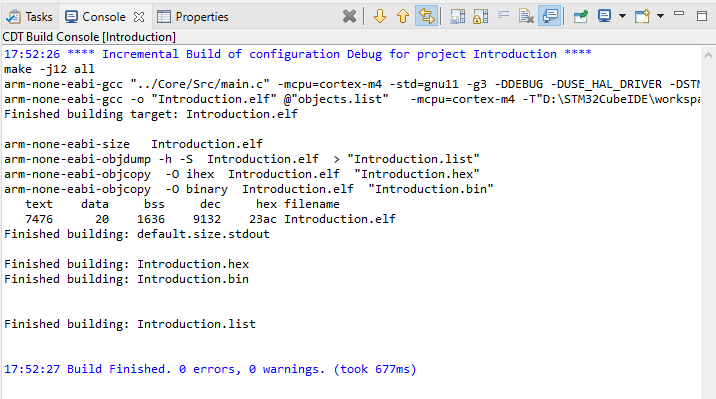 Tasks Console Properties
CDT Build Console [Introduction]
17:52:26 **** Incremental Build of configuration Debug for project Introduction ****
make -j12 all
arm-none-eabi-gcc "../Core/Src/main.c" -mcpu=cortex-m4 -std=gnu11 -g3 -DDEBUG -DUSE_HAL_DRIVER -DSTM
arm-none-eabi-gcc -o "Introduction.elf" @"objects.list"   -mcpu=cortex-m4 -T"D:\STM32CubeIDE\workspa
Finished building target: Introduction.elf

arm-none-eabi-size   Introduction.elf
arm-none-eabi-objdump -h -S  Introduction.elf  > "Introduction.list"
arm-none-eabi-objcopy  -O ihex  Introduction.elf  "Introduction.hex"
arm-none-eabi-objcopy  -O binary  Introduction.elf  "Introduction.bin"
   text    data     bss     dec     hex filename
   7476      20    1636    9132    23ac Introduction.elf
Finished building: default.size.stdout

Finished building: Introduction.hex
Finished building: Introduction.bin


Finished building: Introduction.list


17:52:27 Build Finished. 0 errors, 0 warnings. (took 677ms)